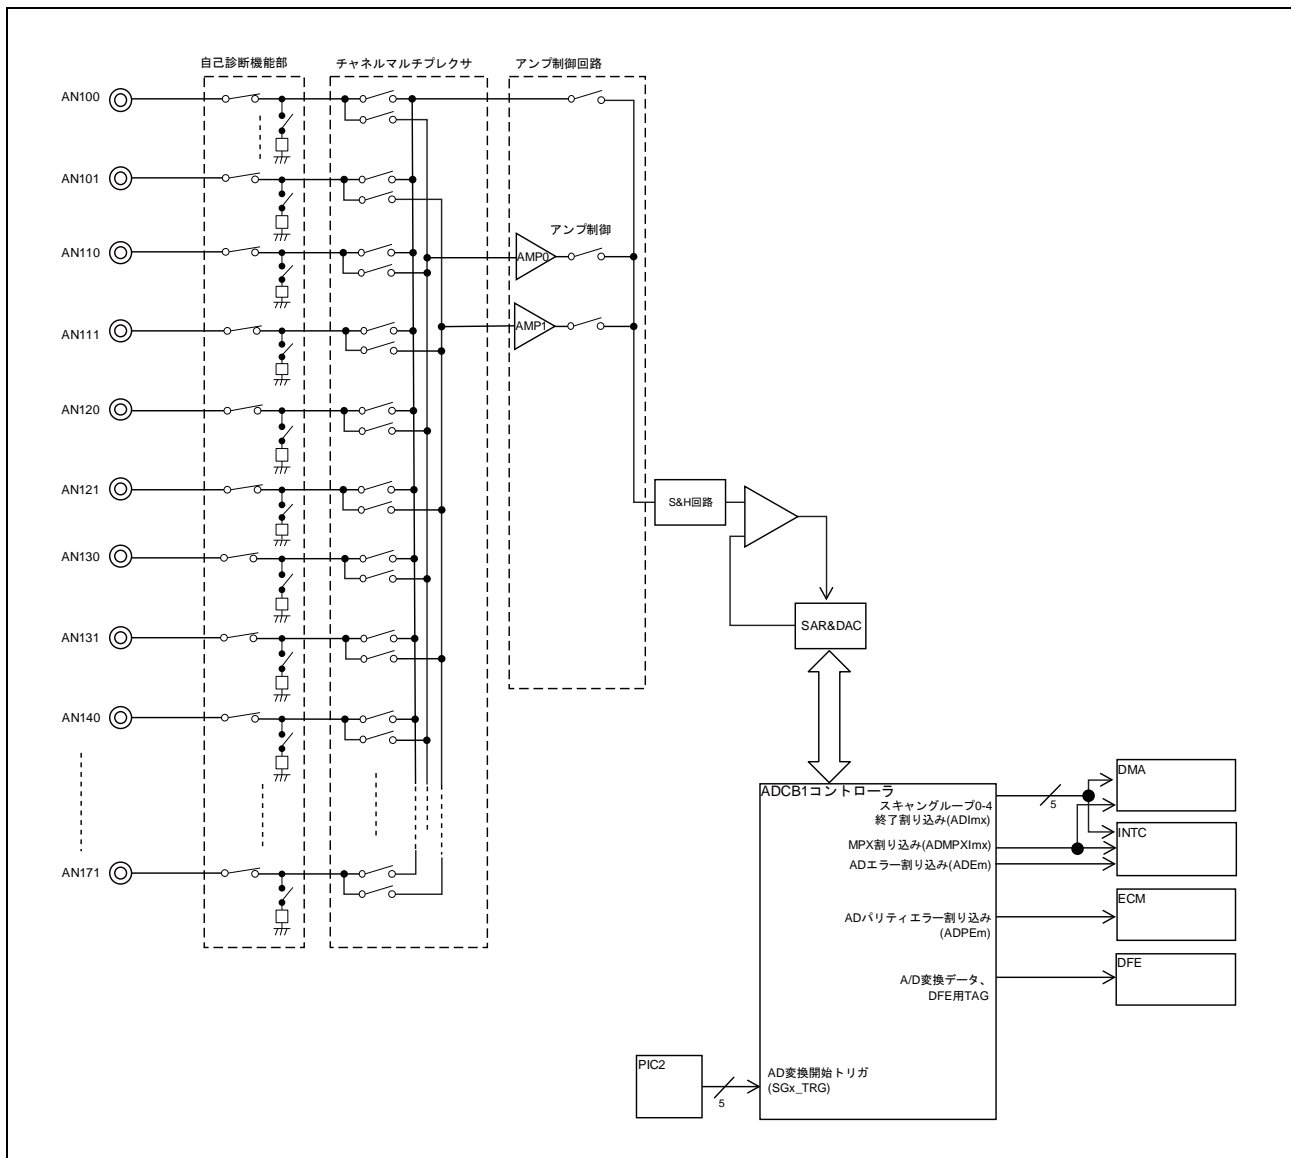 自己診断機能部
チャネルマルチプレクサ
アンプ制御回路
AN100
AN101
AN110
AN111
AN120
AN121
AN130
AN131
AN140
AN171
アンプ制御
AMP0
AMP1
S&H回路
SAR&DAC
ADCB1コントローラ
スキャングループ0-4
終了割り込み(ADImx)
MPX割り込み(ADMPXImx)
ADエラー割り込み(ADEm)
ADパリティエラー割り込み
(ADPEm)
A/D変換データ、
DFE用TAG
AD変換開始トリガ
(SGx_TRG)
5
DMA
INTC
ECM
DFE
PIC2
5